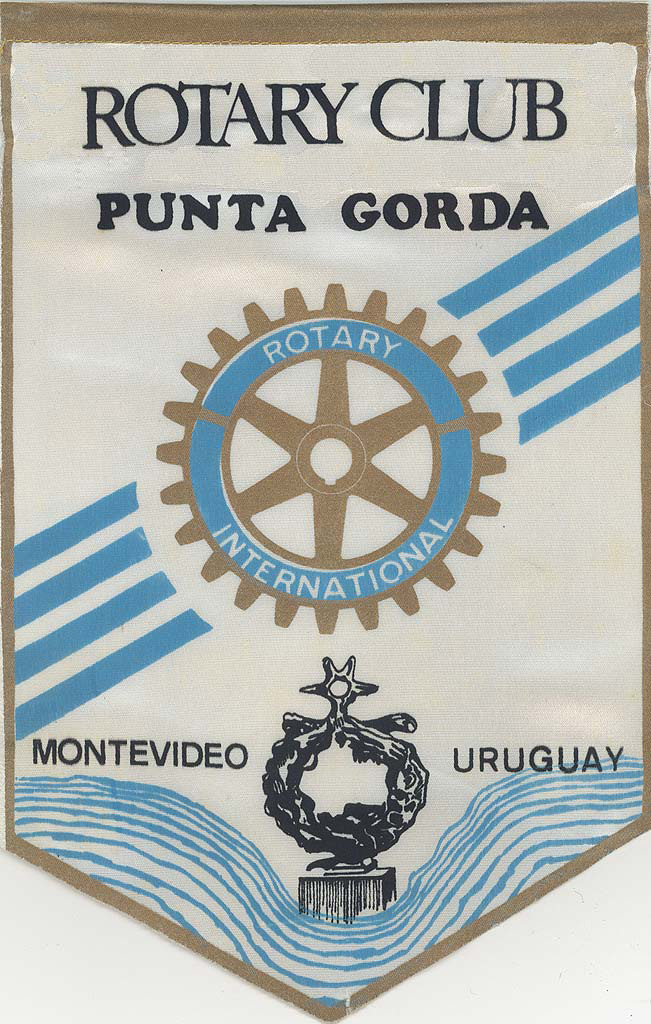 ROTARY CLUB
PUNTA GORDA
ROTARY
INTERNATIONAL
MONTEVIDEO
URUGUAY